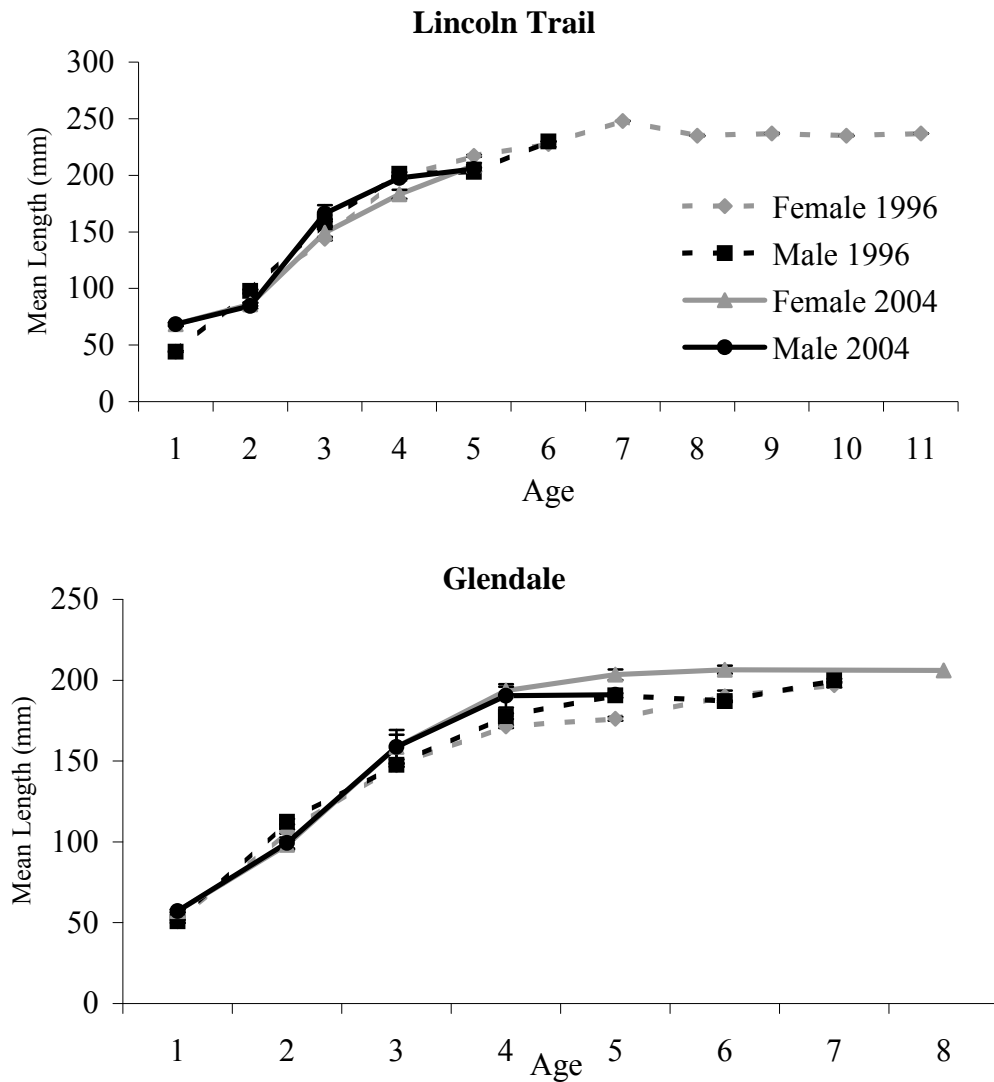 Lincoln Trail
300
250
200
150
100
50
0
Mean Length (mm)
Female 1996
Male 1996
Female 2004
Male 2004
1 2 3 4 5 6 7 8 9 10 11
Age
Glendale
250
200
150
100
50
0
Mean Length (mm)
1 2 3 4 5 6 7 8
Age